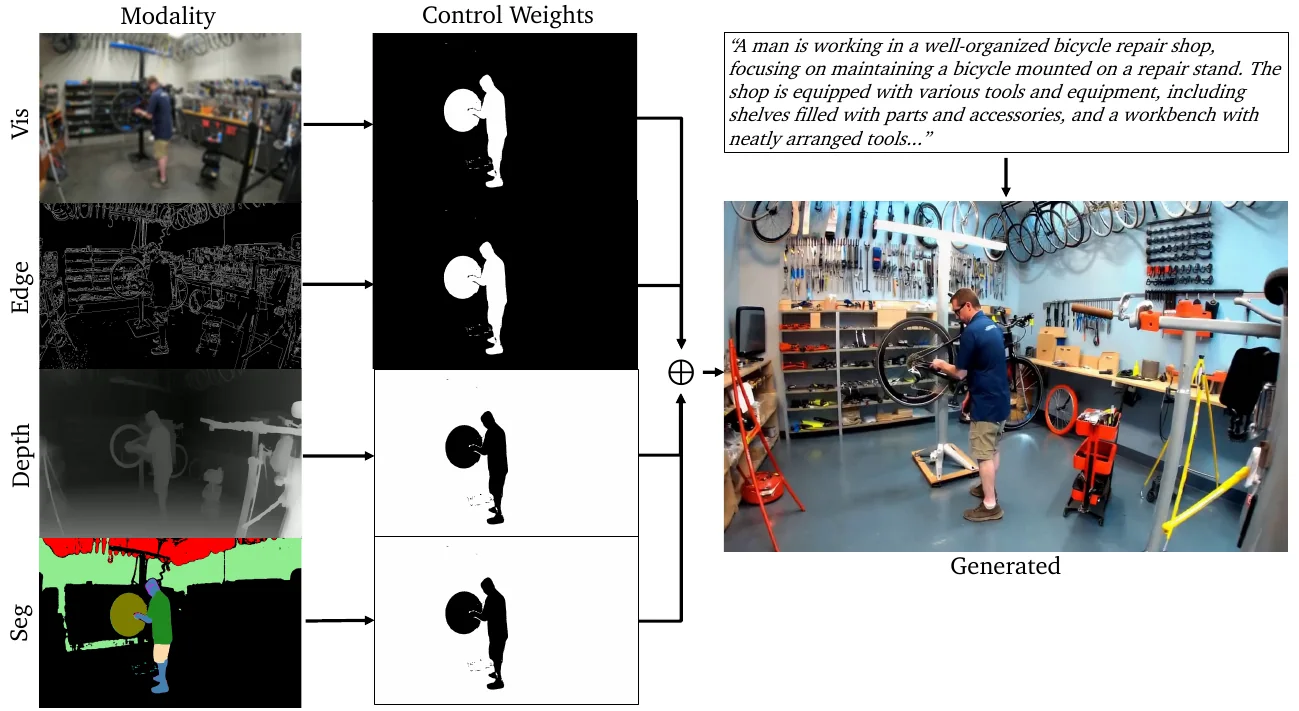 Modality
Control Weights
Vis
Edge
Depth
Seg
“A man is working in a well-organized bicycle repair shop,
focusing on maintaining a bicycle mounted on a repair stand. The
shop is equipped with various tools and equipment, including
shelves filled with parts and accessories, and a workbench with
neatly arranged tools...”
Generated